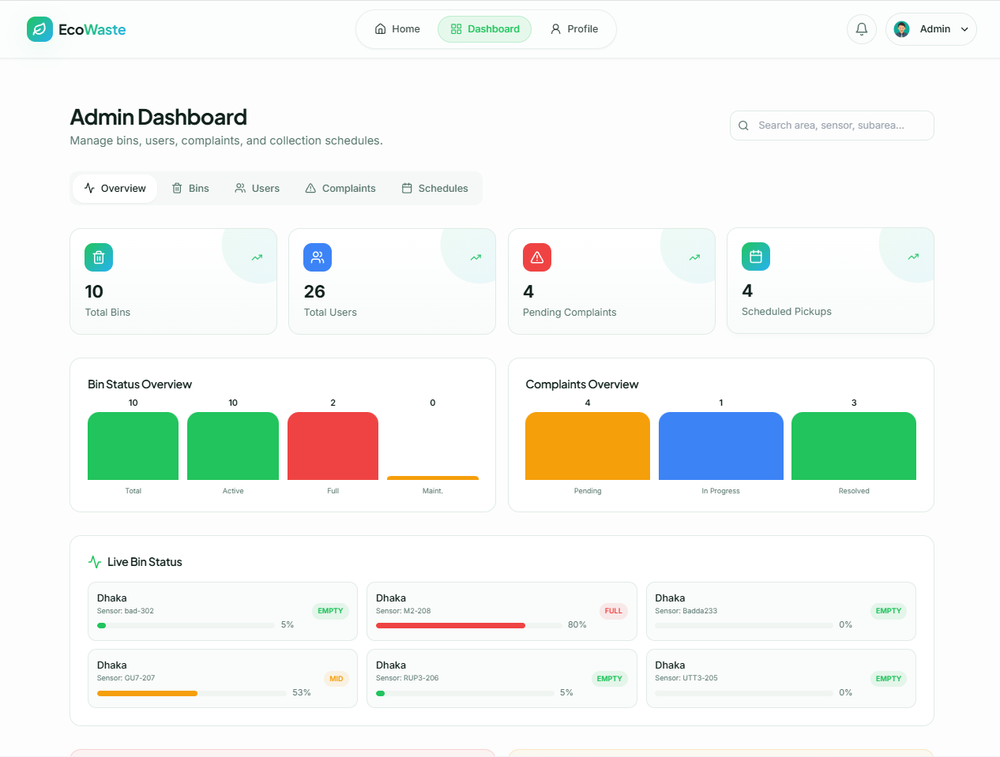 EcoWaste
Home
Dashboard
Profile
Admin
Admin Dashboard
Manage bins, users, complaints, and collection schedules.
Search area, sensor, subarea...
Overview
Bins
Users
Complaints
Schedules
10
Total Bins
26
Total Users
4
Pending Complaints
4
Scheduled Pickups
Bin Status Overview
10
10
2
0
Total
Active
Full
Maint.
Complaints Overview
4
1
3
Pending
In Progress
Resolved
Live Bin Status
Dhaka
Sensor: bad-302
EMPTY
5%
Dhaka
Sensor: M2-208
FULL
80%
Dhaka
Sensor: Badda233
EMPTY
0%
Dhaka
Sensor: GU7-207
MID
53%
Dhaka
Sensor: RUP3-206
EMPTY
5%
Dhaka
Sensor: UTT3-205
EMPTY
0%